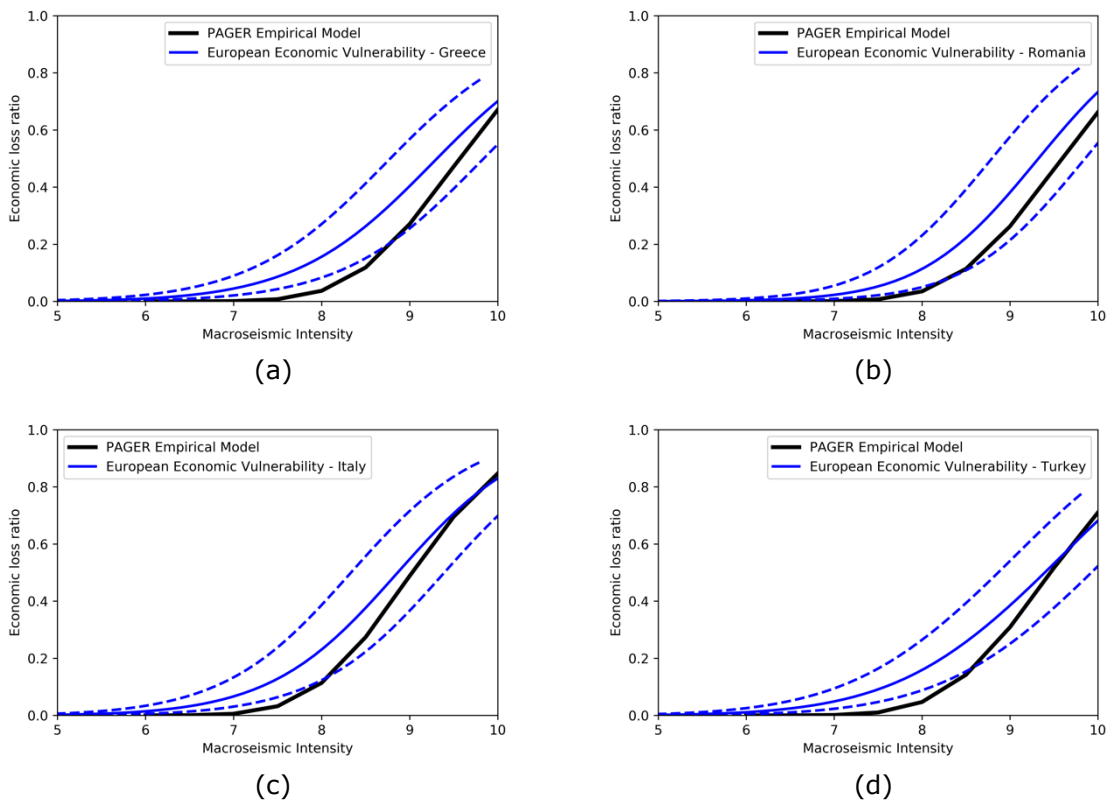 PAGER Empirical Model
European Economic Vulnerability - Greece
1.0
0.8
0.6
0.4
0.2
0.0
Economic loss ratio
5 6 7 8 9 10
Macroseismic Intensity
(a)
PAGER Empirical Model
European Economic Vulnerability - Romania
1.0
0.8
0.6
0.4
0.2
0.0
Economic loss ratio
5 6 7 8 9 10
Macroseismic Intensity
(b)
PAGER Empirical Model
European Economic Vulnerability - Italy
1.0
0.8
0.6
0.4
0.2
0.0
Economic loss ratio
5 6 7 8 9 10
Macroseismic Intensity
(c)
PAGER Empirical Model
European Economic Vulnerability - Turkey
1.0
0.8
0.6
0.4
0.2
0.0
Economic loss ratio
5 6 7 8 9 10
Macroseismic Intensity
(d)